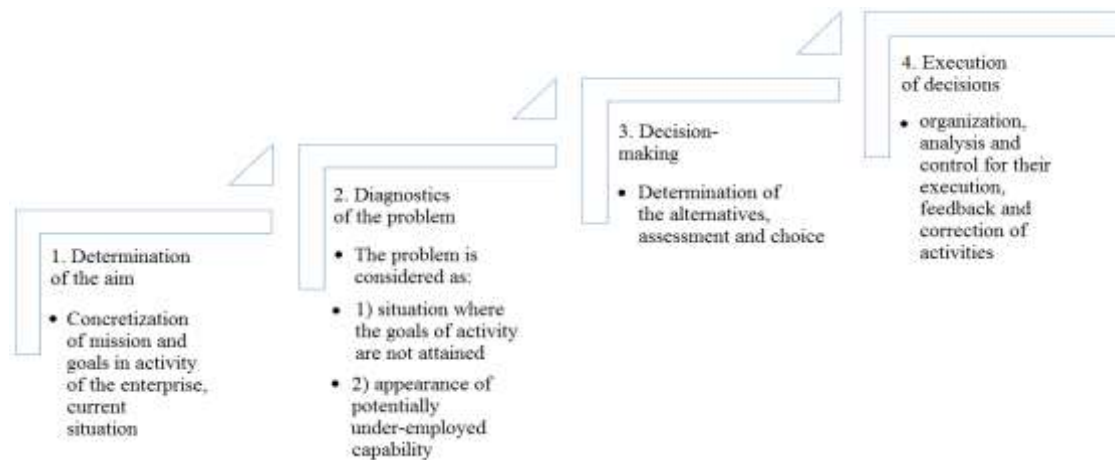 1. Determination
of the aim
• Concretization
of mission and
goals in activity
of the enterprise,
current
situation
2. Diagnostics
of the problem
• The problem is
considered as:
• 1) situation where
the goals of activity
are not attained
• 2) appearance of
potentially
under-employed
capability
3. Decision-
making
• Determination of
the alternatives,
assessment and choice
4. Execution
of decisions
• organization,
analysis and
control for their
execution,
feedback and
correction of
activities